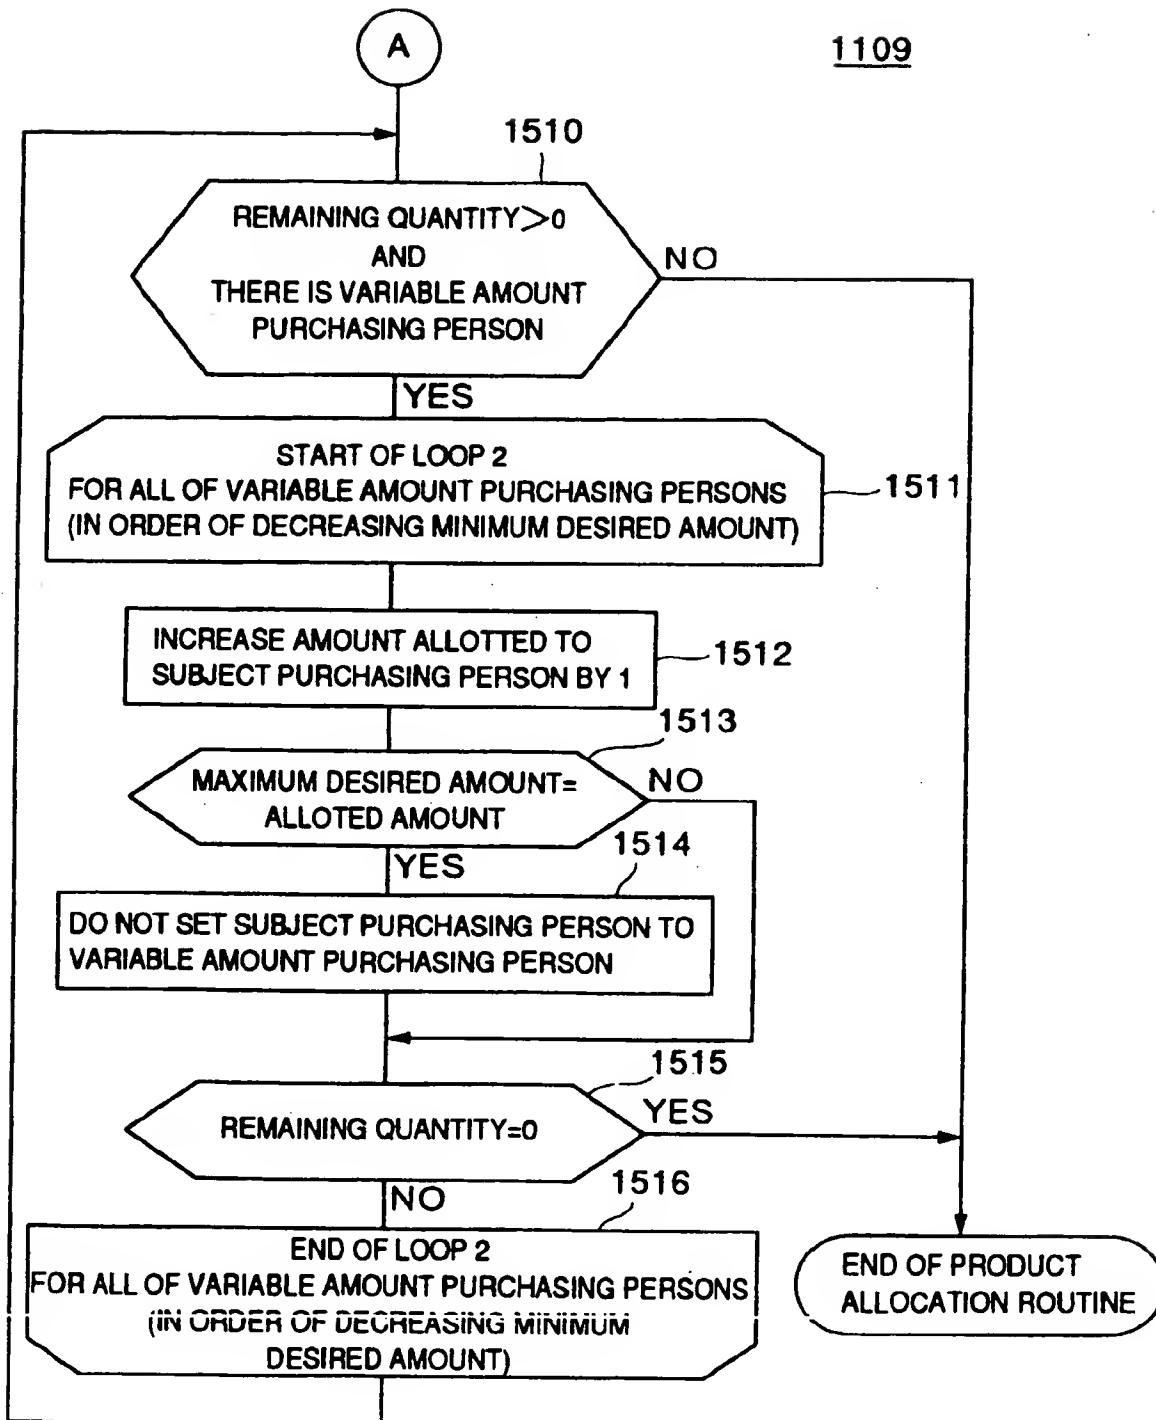 A
1109
1510
REMAINING QUANTITY>0
AND
THERE IS VARIABLE AMOUNT
PURCHASING PERSON
NO
YES
START OF LOOP 2
FOR ALL OF VARIABLE AMOUNT PURCHASING PERSONS
(IN ORDER OF DECREASING MINIMUM DESIRED AMOUNT)
1511
INCREASE AMOUNT ALLOTTED TO
SUBJECT PURCHASING PERSON BY 1
1512
1513
MAXIMUM DESIRED AMOUNT=
ALLOTED AMOUNT
NO
YES
1514
DO NOT SET SUBJECT PURCHASING PERSON TO
VARIABLE AMOUNT PURCHASING PERSON
1515
REMAINING QUANTITY=0
YES
NO
1516
END OF LOOP 2
FOR ALL OF VARIABLE AMOUNT PURCHASING PERSONS
(IN ORDER OF DECREASING MINIMUM
DESIRED AMOUNT)
END OF PRODUCT
ALLOCATION ROUTINE